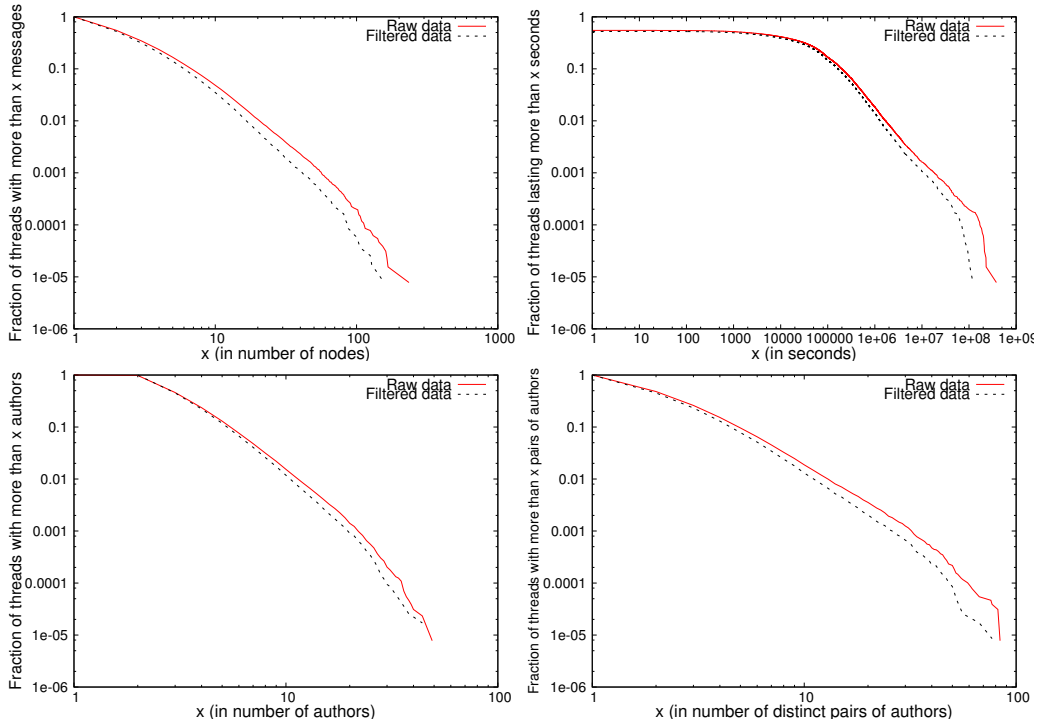 Fraction of threads with more than x messages
1
0.1
0.01
0.001
0.0001
1e-05
1e-06
1 10 100 1000
x (in number of nodes)
Raw data
Filtered data
Fraction of threads lasting more than x seconds
1
0.1
0.01
0.001
0.0001
1e-05
1e-06
1 10 100 1000 10000 100000 1e+06 1e+07 1e+08 1e+09
x (in seconds)
Raw data
Filtered data
Fraction of threads with more than x authors
1
0.1
0.01
0.001
0.0001
1e-05
1e-06
1 10 100
x (in number of authors)
Raw data
Filtered data
Fraction of threads with more than x pairs of authors
1
0.1
0.01
0.001
0.0001
1e-05
1e-06
1 10 100
x (in number of distinct pairs of authors)
Raw data
Filtered data